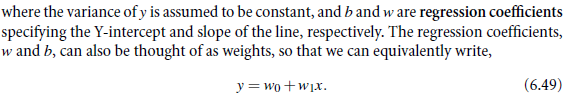 where the variance of y is assumed to be constant, and b and w are regression coefficients
specifying the Y-intercept and slope of the line, respectively. The regression coefficients,
w and b, can also be thought of as weights, so that we can equivalently write,
y = w₀ + w₁x. (6.49)